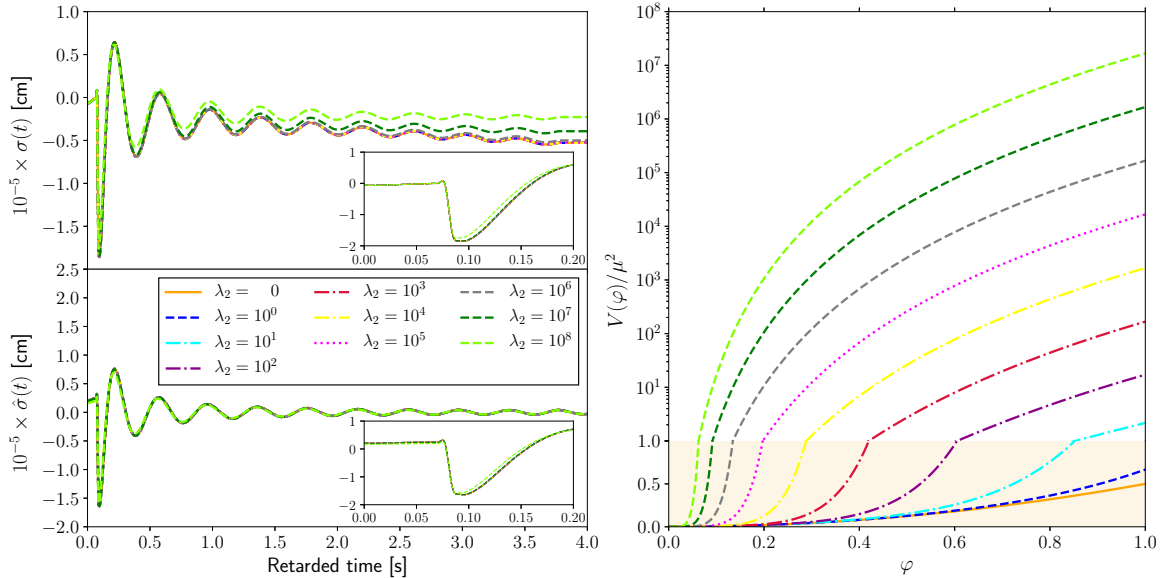 1.0
0.5
0.0
−0.5
−1.0
−1.5
10⁻⁵ × σ(t) [cm]
1
0
−1
−2
0.00 0.05 0.10 0.15 0.20
2.5
2.0
1.5
1.0
0.5
0.0
−0.5
−1.0
−1.5
−2.0
10⁻⁵ × σ̂(t) [cm]
λ₂ = 0
λ₂ = 10⁰
λ₂ = 10¹
λ₂ = 10²
λ₂ = 10³
λ₂ = 10⁴
λ₂ = 10⁵
λ₂ = 10⁶
λ₂ = 10⁷
λ₂ = 10⁸
1
0
−1
−2
0.00 0.05 0.10 0.15 0.20
0.0 0.5 1.0 1.5 2.0 2.5 3.0 3.5 4.0
Retarded time [s]
10⁸
10⁷
10⁶
10⁵
10⁴
10³
10²
10¹
1.0
0.5
0.0
V(φ)/μ²
0.0 0.2 0.4 0.6 0.8 1.0
φ